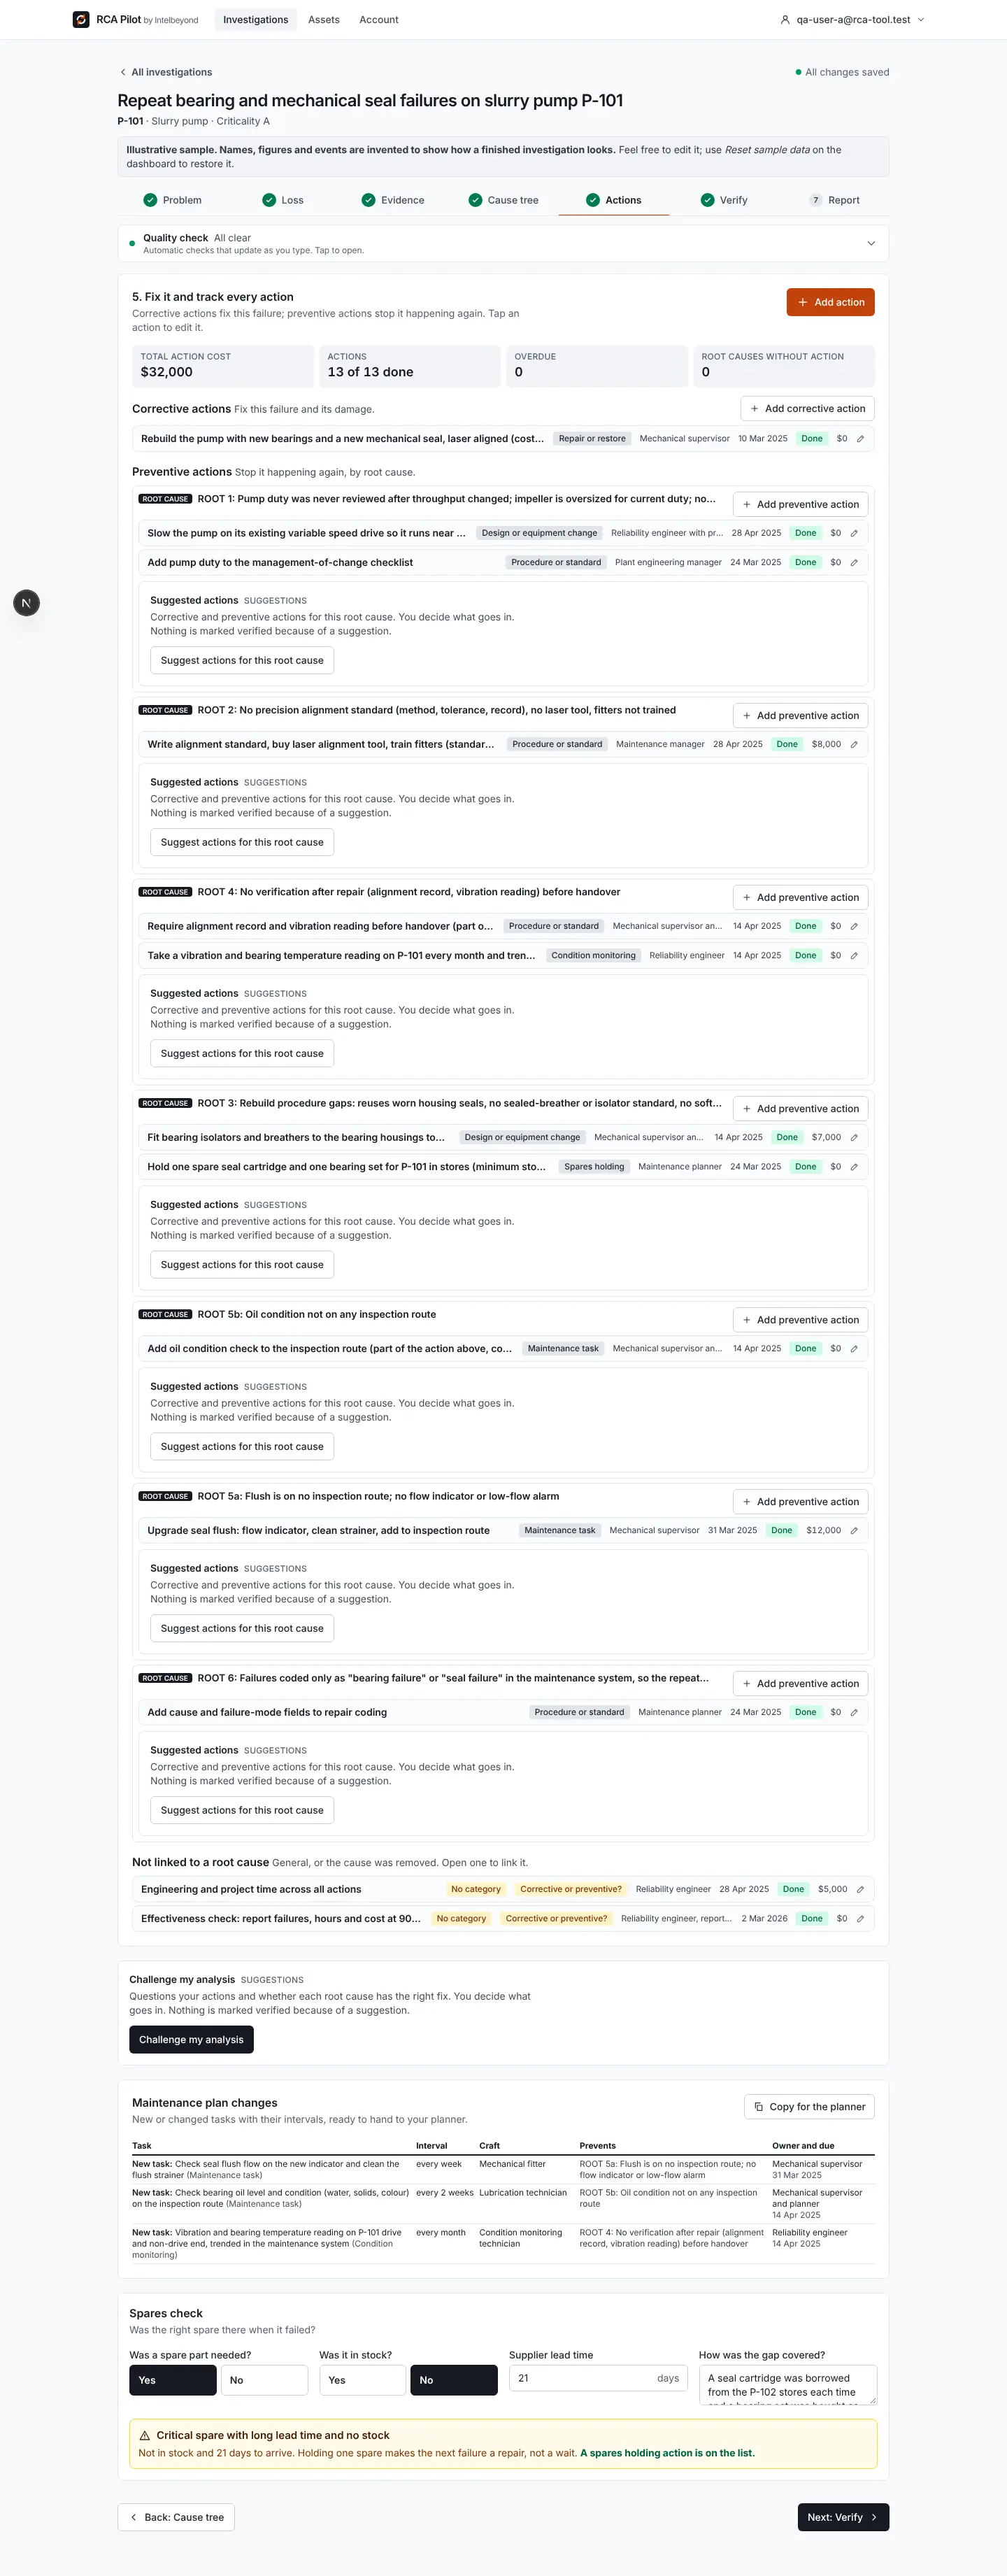 RCA Pilot by Intelbeyond
Investigations
Assets
Account
qa-user-a@rca-tool.test
All investigations
All changes saved
Repeat bearing and mechanical seal failures on slurry pump P-101
P-101 · Slurry pump · Criticality A
Illustrative sample. Names, figures and events are invented to show how a finished investigation looks. Feel free to edit it; use Reset sample data on the
dashboard to restore it.
Problem
Loss
Evidence
Cause tree
Actions
Verify
7 Report
Quality check All clear
Automatic checks that update as you type. Tap to open.
5. Fix it and track every action
Corrective actions fix this failure; preventive actions stop it happening again. Tap an
action to edit it.
Add action
TOTAL ACTION COST
$32,000
ACTIONS
13 of 13 done
OVERDUE
0
ROOT CAUSES WITHOUT ACTION
0
Corrective actions Fix this failure and its damage.
Add corrective action
Rebuild the pump with new bearings and a new mechanical seal, laser aligned (cost... Repair or restore Mechanical supervisor 10 Mar 2025 Done $0
Preventive actions Stop it happening again, by root cause.
ROOT CAUSE ROOT 1: Pump duty was never reviewed after throughput changed; impeller is oversized for current duty; no...
Add preventive action
Slow the pump on its existing variable speed drive so it runs near ... Design or equipment change Reliability engineer with pr... 28 Apr 2025 Done $0
Add pump duty to the management-of-change checklist Procedure or standard Plant engineering manager 24 Mar 2025 Done $0
Suggested actions SUGGESTIONS
Corrective and preventive actions for this root cause. You decide what goes in.
Nothing is marked verified because of a suggestion.
Suggest actions for this root cause
ROOT CAUSE ROOT 2: No precision alignment standard (method, tolerance, record), no laser tool, fitters not trained
Add preventive action
Write alignment standard, buy laser alignment tool, train fitters (standar... Procedure or standard Maintenance manager 28 Apr 2025 Done $8,000
Suggested actions SUGGESTIONS
Corrective and preventive actions for this root cause. You decide what goes in.
Nothing is marked verified because of a suggestion.
Suggest actions for this root cause
ROOT CAUSE ROOT 4: No verification after repair (alignment record, vibration reading) before handover
Add preventive action
Require alignment record and vibration reading before handover (part o... Procedure or standard Mechanical supervisor an... 14 Apr 2025 Done $0
Take a vibration and bearing temperature reading on P-101 every month and tren... Condition monitoring Reliability engineer 14 Apr 2025 Done $0
Suggested actions SUGGESTIONS
Corrective and preventive actions for this root cause. You decide what goes in.
Nothing is marked verified because of a suggestion.
Suggest actions for this root cause
ROOT CAUSE ROOT 3: Rebuild procedure gaps: reuses worn housing seals, no sealed-breather or isolator standard, no soft...
Add preventive action
Fit bearing isolators and breathers to the bearing housings to... Design or equipment change Mechanical supervisor an... 14 Apr 2025 Done $7,000
Hold one spare seal cartridge and one bearing set for P-101 in stores (minimum sto... Spares holding Maintenance planner 24 Mar 2025 Done $0
Suggested actions SUGGESTIONS
Corrective and preventive actions for this root cause. You decide what goes in.
Nothing is marked verified because of a suggestion.
Suggest actions for this root cause
ROOT CAUSE ROOT 5b: Oil condition not on any inspection route
Add preventive action
Add oil condition check to the inspection route (part of the action above, co... Maintenance task Mechanical supervisor an... 14 Apr 2025 Done $0
Suggested actions SUGGESTIONS
Corrective and preventive actions for this root cause. You decide what goes in.
Nothing is marked verified because of a suggestion.
Suggest actions for this root cause
ROOT CAUSE ROOT 5a: Flush is on no inspection route; no flow indicator or low-flow alarm
Add preventive action
Upgrade seal flush: flow indicator, clean strainer, add to inspection route Maintenance task Mechanical supervisor 31 Mar 2025 Done $12,000
Suggested actions SUGGESTIONS
Corrective and preventive actions for this root cause. You decide what goes in.
Nothing is marked verified because of a suggestion.
Suggest actions for this root cause
ROOT CAUSE ROOT 6: Failures coded only as "bearing failure" or "seal failure" in the maintenance system, so the repeat...
Add preventive action
Add cause and failure-mode fields to repair coding Procedure or standard Maintenance planner 24 Mar 2025 Done $0
Suggested actions SUGGESTIONS
Corrective and preventive actions for this root cause. You decide what goes in.
Nothing is marked verified because of a suggestion.
Suggest actions for this root cause
Not linked to a root cause General, or the cause was removed. Open one to link it.
Engineering and project time across all actions No category Corrective or preventive? Reliability engineer 28 Apr 2025 Done $5,000
Effectiveness check: report failures, hours and cost at 90... No category Corrective or preventive? Reliability engineer, report... 2 Mar 2026 Done $0
Challenge my analysis SUGGESTIONS
Questions your actions and whether each root cause has the right fix. You decide what
goes in. Nothing is marked verified because of a suggestion.
Challenge my analysis
Maintenance plan changes
New or changed tasks with their intervals, ready to hand to your planner.
Copy for the planner
Task Interval Craft Prevents Owner and due
New task: Check seal flush flow on the new indicator and clean the every week Mechanical fitter ROOT 5a: Flush is on no inspection route; no Mechanical supervisor
flush strainer (Maintenance task) flow indicator or low-flow alarm 31 Mar 2025
New task: Check bearing oil level and condition (water, solids, colour) every 2 weeks Lubrication technician ROOT 5b: Oil condition not on any inspection Mechanical supervisor
on the inspection route (Maintenance task) route and planner
14 Apr 2025
New task: Vibration and bearing temperature reading on P-101 drive every month Condition monitoring ROOT 4: No verification after repair (alignment Reliability engineer
and non-drive end, trended in the maintenance system (Condition technician record, vibration reading) before handover 14 Apr 2025
monitoring)
Spares check
Was the right spare there when it failed?
Was a spare part needed? Was it in stock? Supplier lead time How was the gap covered?
Yes No Yes No 21 days A seal cartridge was borrowed
from the P-102 stores each time
Critical spare with long lead time and no stock
Not in stock and 21 days to arrive. Holding one spare makes the next failure a repair, not a wait. A spares holding action is on the list.
Back: Cause tree
Next: Verify